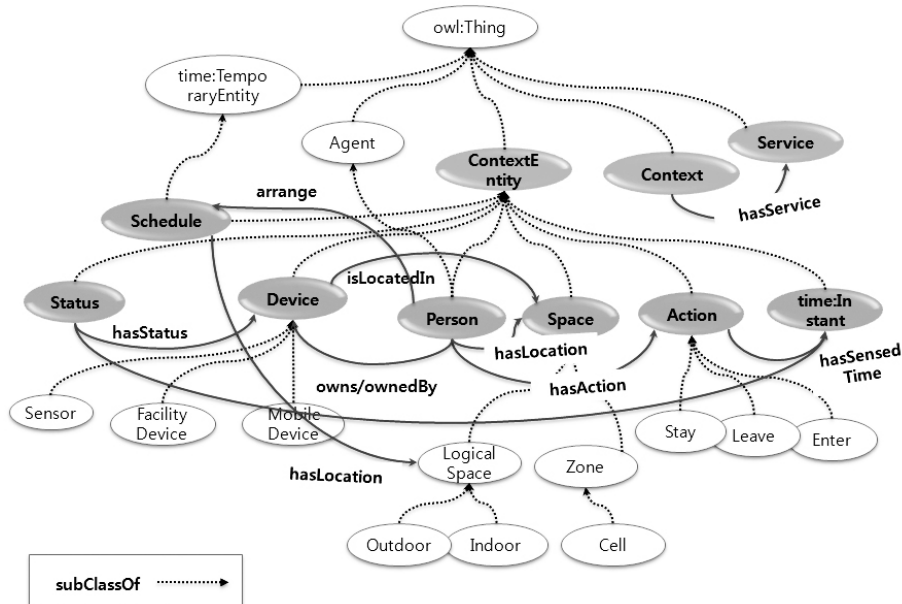 owl:Thing
time:Tempo
raryEntity
Agent
ContextE
ntity
Context
Service
hasService
arrange
Schedule
isLocatedIn
Status
Device
Person
Space
Action
time:In
stant
hasStatus
hasLocation
hasSensed
Time
owns/ownedBy
hasAction
Sensor
Facility
Device
Mobile
Device
Stay
Leave
Enter
hasLocation
Logical
Space
Zone
Outdoor
Indoor
Cell
subClassOf